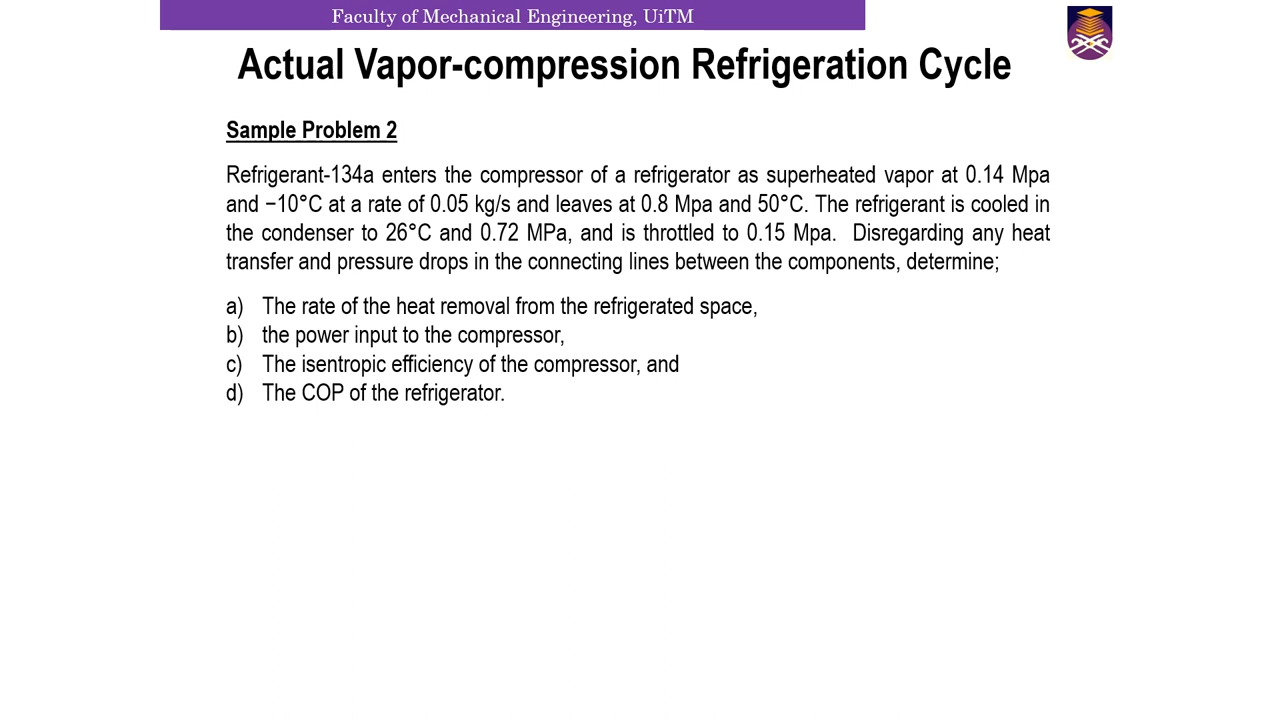 Faculty of Mechanical Engineering, UiTM
Actual Vapor-compression Refrigeration Cycle
Sample Problem 2
Refrigerant-134a enters the compressor of a refrigerator as superheated vapor at 0.14 Mpa
and −10°C at a rate of 0.05 kg/s and leaves at 0.8 Mpa and 50°C. The refrigerant is cooled in
the condenser to 26°C and 0.72 MPa, and is throttled to 0.15 Mpa.  Disregarding any heat
transfer and pressure drops in the connecting lines between the components, determine;
a) The rate of the heat removal from the refrigerated space,
b) the power input to the compressor,
c) The isentropic efficiency of the compressor, and
d) The COP of the refrigerator.